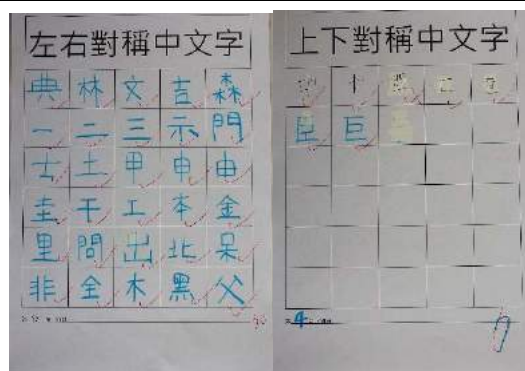 左右對稱中文字
典 林 文 吉 森
一 二 三 示 門
士 土 甲 申 由
圭 干 工 本 金
里 問 出 北 呆
非 全 木 黑 父
上下對稱中文字
十
臣 巨
4